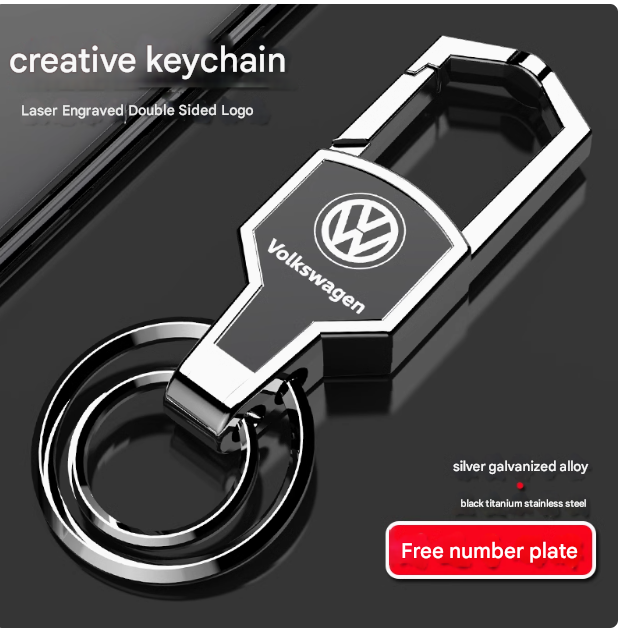 creative keychain
Laser Engraved Double Sided Logo
Volkswagen
silver galvanized alloy
black titanium stainless steel
Free number plate